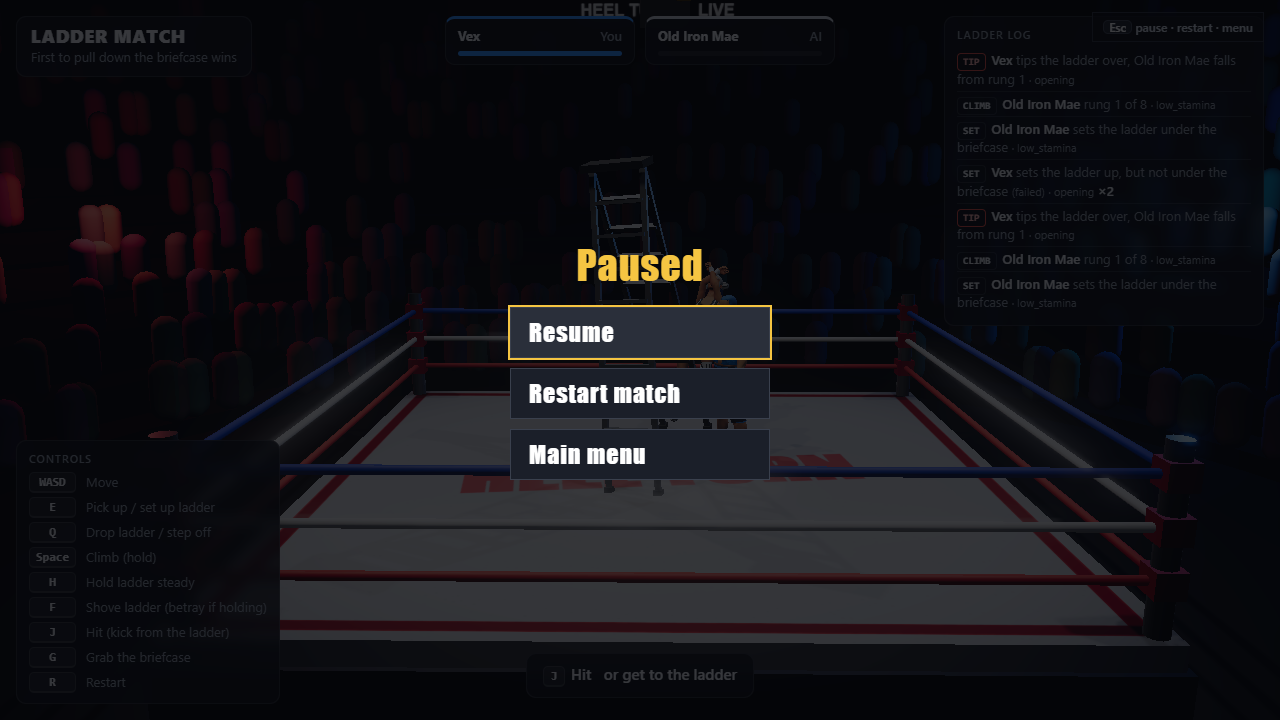 HEEL T LIVE
LADDER MATCH
First to pull down the briefcase wins
Vex You
Old Iron Mae AI
Esc pause · restart · menu
LADDER LOG
TIP Vex tips the ladder over, Old Iron Mae falls
from rung 1 · opening
CLIMB Old Iron Mae rung 1 of 8 · low_stamina
SET Old Iron Mae sets the ladder under the
briefcase · low_stamina
SET Vex sets the ladder up, but not under the
briefcase (failed) · opening ×2
TIP Vex tips the ladder over, Old Iron Mae falls
from rung 1 · opening
CLIMB Old Iron Mae rung 1 of 8 · low_stamina
SET Old Iron Mae sets the ladder under the
briefcase · low_stamina
Paused
Resume
Restart match
Main menu
CONTROLS
WASD Move
E Pick up / set up ladder
Q Drop ladder / step off
Space Climb (hold)
H Hold ladder steady
F Shove ladder (betray if holding)
J Hit (kick from the ladder)
G Grab the briefcase
R Restart
J Hit or get to the ladder